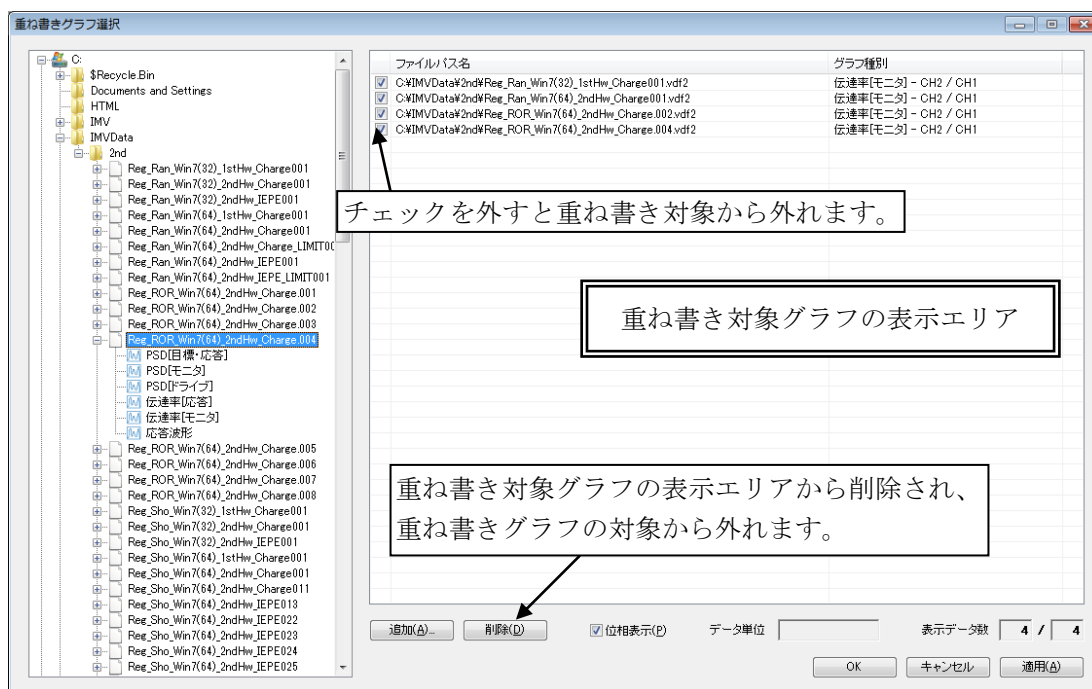 重ね書きグラフ選択
C:
$Recycle.Bin
Documents and Settings
HTML
IMV
IMVData
2nd
Reg_Ran_Win7(32)_1stHw_Charge001
Reg_Ran_Win7(32)_2ndHw_Charge001
Reg_Ran_Win7(32)_2ndHw_IEPE001
Reg_Ran_Win7(64)_1stHw_Charge001
Reg_Ran_Win7(64)_2ndHw_Charge001
Reg_Ran_Win7(64)_2ndHw_Charge_LIMIT00
Reg_Ran_Win7(64)_2ndHw_IEPE001
Reg_Ran_Win7(64)_2ndHw_IEPE_LIMIT001
Reg_ROR_Win7(64)_2ndHw_Charge.001
Reg_ROR_Win7(64)_2ndHw_Charge.002
Reg_ROR_Win7(64)_2ndHw_Charge.003
Reg_ROR_Win7(64)_2ndHw_Charge.004
PSD[目標・応答]
PSD[モニタ]
PSD[ドライブ]
伝達率[応答]
伝達率[モニタ]
応答波形
Reg_ROR_Win7(64)_2ndHw_Charge.005
Reg_ROR_Win7(64)_2ndHw_Charge.006
Reg_ROR_Win7(64)_2ndHw_Charge.007
Reg_ROR_Win7(64)_2ndHw_Charge.008
Reg_Sho_Win7(32)_1stHw_Charge001
Reg_Sho_Win7(32)_2ndHw_Charge001
Reg_Sho_Win7(32)_2ndHw_IEPE001
Reg_Sho_Win7(64)_1stHw_Charge001
Reg_Sho_Win7(64)_2ndHw_Charge001
Reg_Sho_Win7(64)_2ndHw_Charge011
Reg_Sho_Win7(64)_2ndHw_IEPE013
Reg_Sho_Win7(64)_2ndHw_IEPE022
Reg_Sho_Win7(64)_2ndHw_IEPE023
Reg_Sho_Win7(64)_2ndHw_IEPE024
Reg_Sho_Win7(64)_2ndHw_IEPE025
ファイルパス名 グラフ種別
C:¥IMVData¥2nd¥Reg_Ran_Win7(32)_1stHw_Charge001.vdf2 伝達率[モニタ] - CH2 / CH1
C:¥IMVData¥2nd¥Reg_Ran_Win7(64)_2ndHw_Charge001.vdf2 伝達率[モニタ] - CH2 / CH1
C:¥IMVData¥2nd¥Reg_ROR_Win7(64)_2ndHw_Charge.002.vdf2 伝達率[モニタ] - CH2 / CH1
C:¥IMVData¥2nd¥Reg_ROR_Win7(64)_2ndHw_Charge.004.vdf2 伝達率[モニタ] - CH2 / CH1
チェックを外すと重ね書き対象から外れます。
重ね書き対象グラフの表示エリア
重ね書き対象グラフの表示エリアから削除され、
重ね書きグラフの対象から外れます。
追加(A)... 削除(D) 位相表示(P) データ単位 表示データ数 4 / 4
OK キャンセル 適用(A)